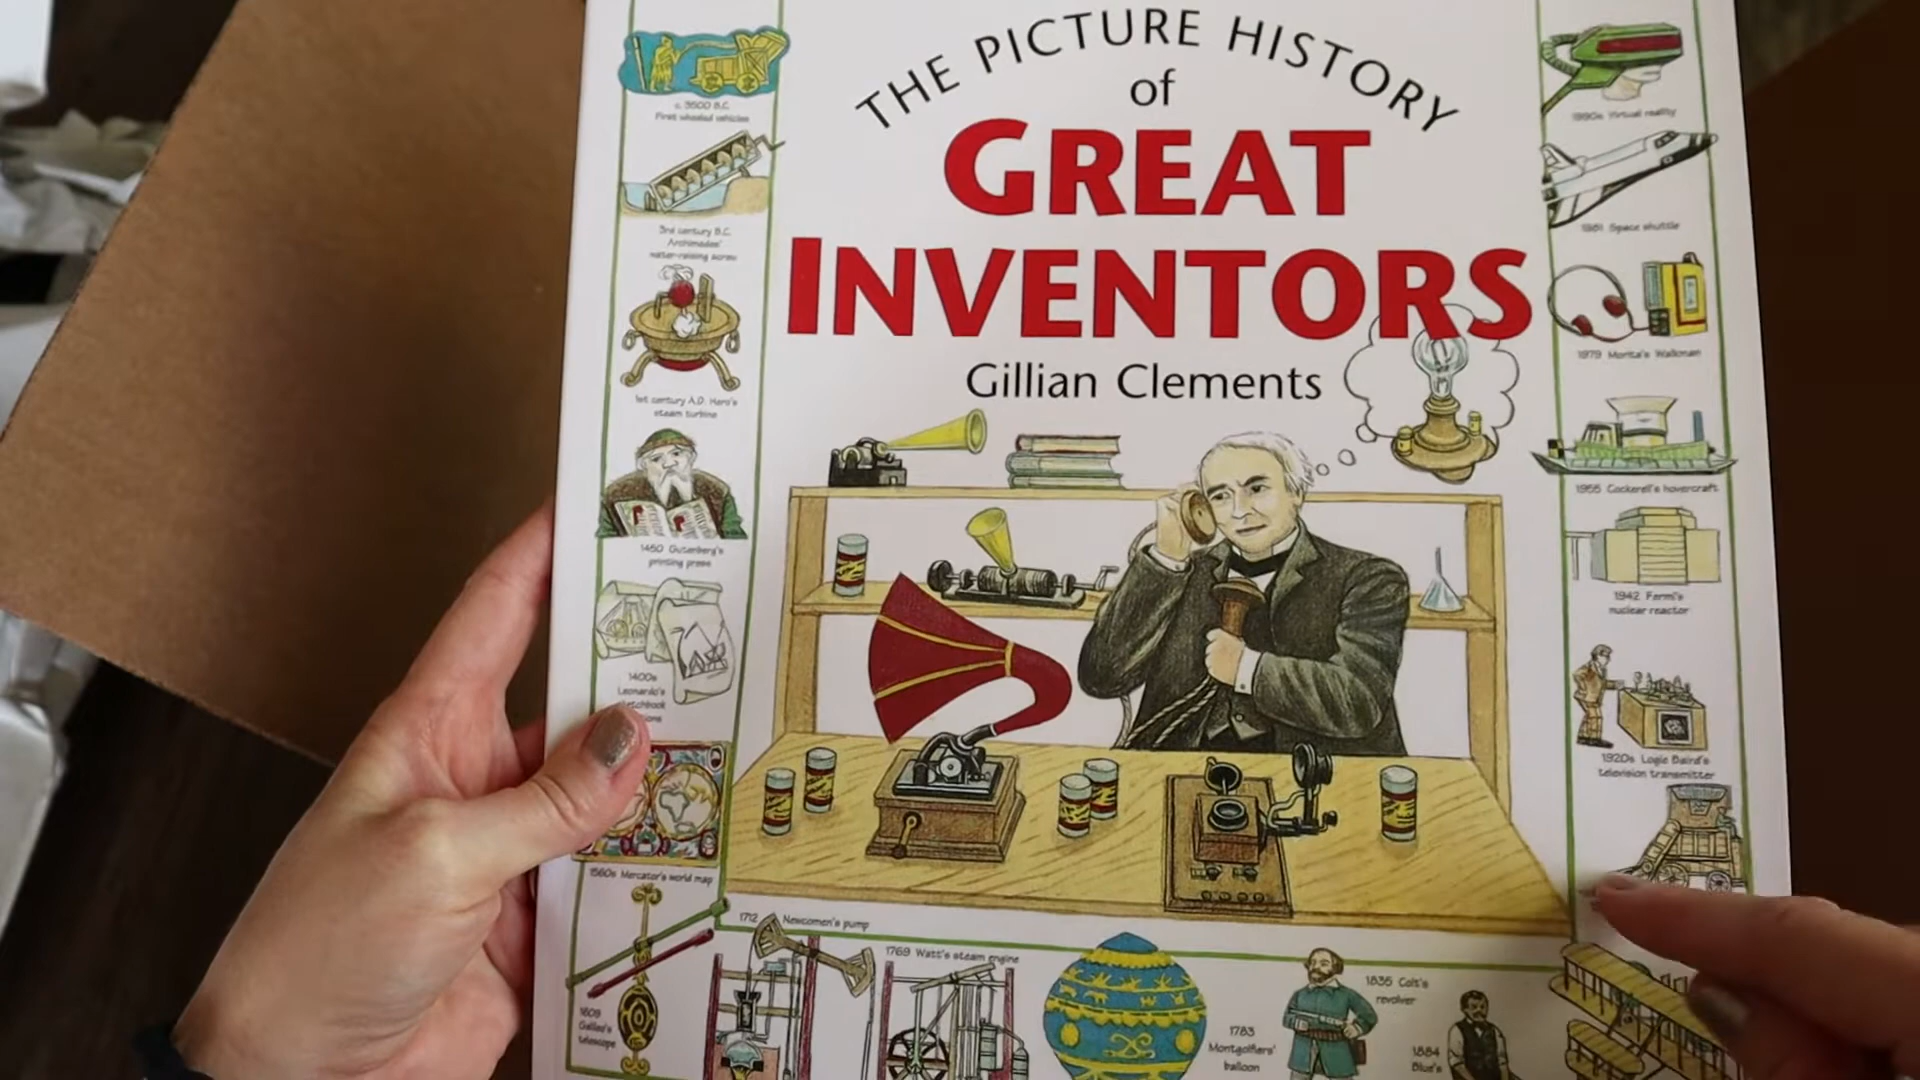 THE PICTURE HISTORY
of
GREAT
INVENTORS
Gillian Clements
c. 3500 B.C.
First wheeled vehicles
3rd century B.C.
Archimedes'
water-raising screw
1st century A.D. Hero's
steam turbine
1450 Gutenberg's
printing press
1400s
Leonardo's
1560s Mercator's world map
1609
Galileo's
telescope
1712 Newcomen's pump
1769 Watt's steam engine
1783
Montgolfiers'
balloon
1835 Colt's
revolver
1884
1990s Virtual reality
1981 Space shuttle
1979 Morita's Walkman
1955 Cockerell's hovercraft
1942 Fermi's
nuclear reactor
1920s Logie Baird's
television transmitter